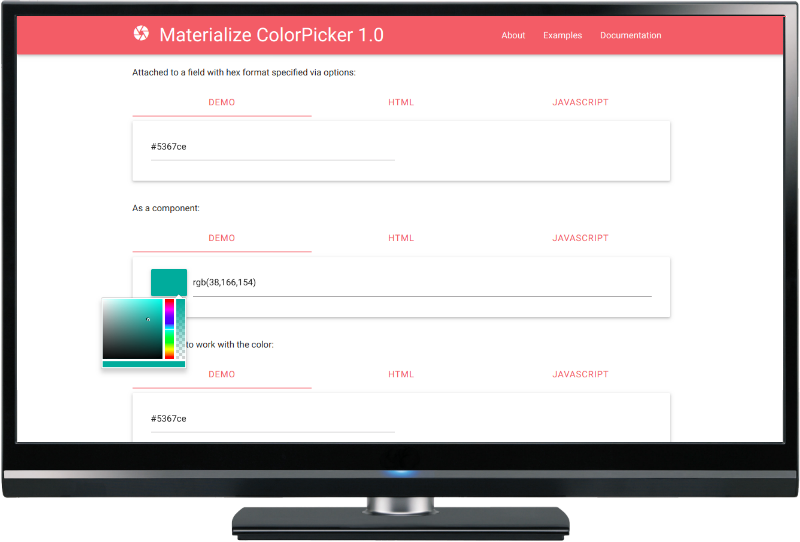 Materialize ColorPicker 1.0
About Examples Documentation
Attached to a field with hex format specified via options:
DEMO HTML JAVASCRIPT
#5367ce
As a component:
DEMO HTML JAVASCRIPT
rgb(38,166,154)
to work with the color:
DEMO HTML JAVASCRIPT
#5367ce